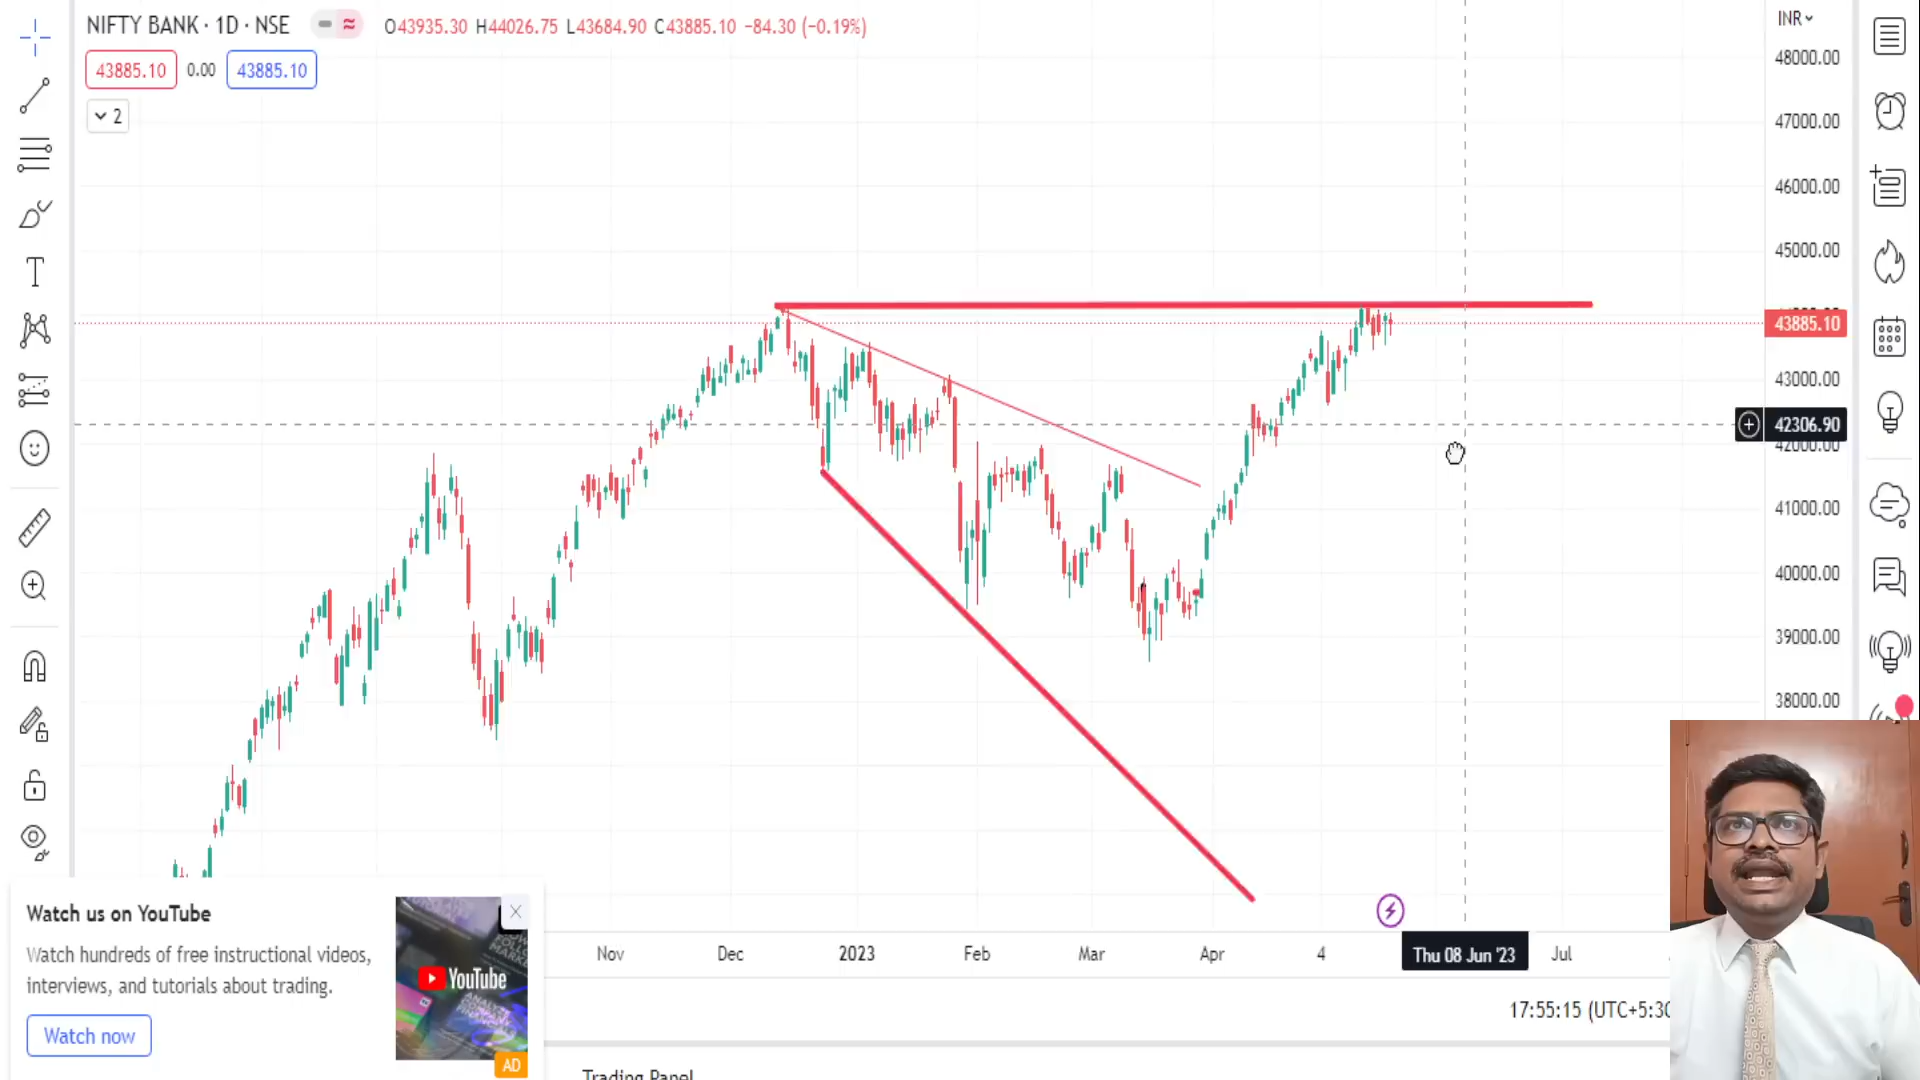 NIFTY BANK · 1D · NSE
O43935.30 H44026.75 L43684.90 C43885.10 −84.30 (−0.19%)
INR
43885.10 0.00 43885.10
2
48000.00
47000.00
46000.00
45000.00
43885.10
43000.00
42306.90
42000.00
41000.00
40000.00
39000.00
38000.00
T
Watch us on YouTube
Watch hundreds of free instructional videos,
interviews, and tutorials about trading.
Watch now
YouTube
AD
Nov Dec 2023 Feb Mar Apr 4 Thu 08 Jun '23 Jul
17:55:15 (UTC+5:30
Trading Panel